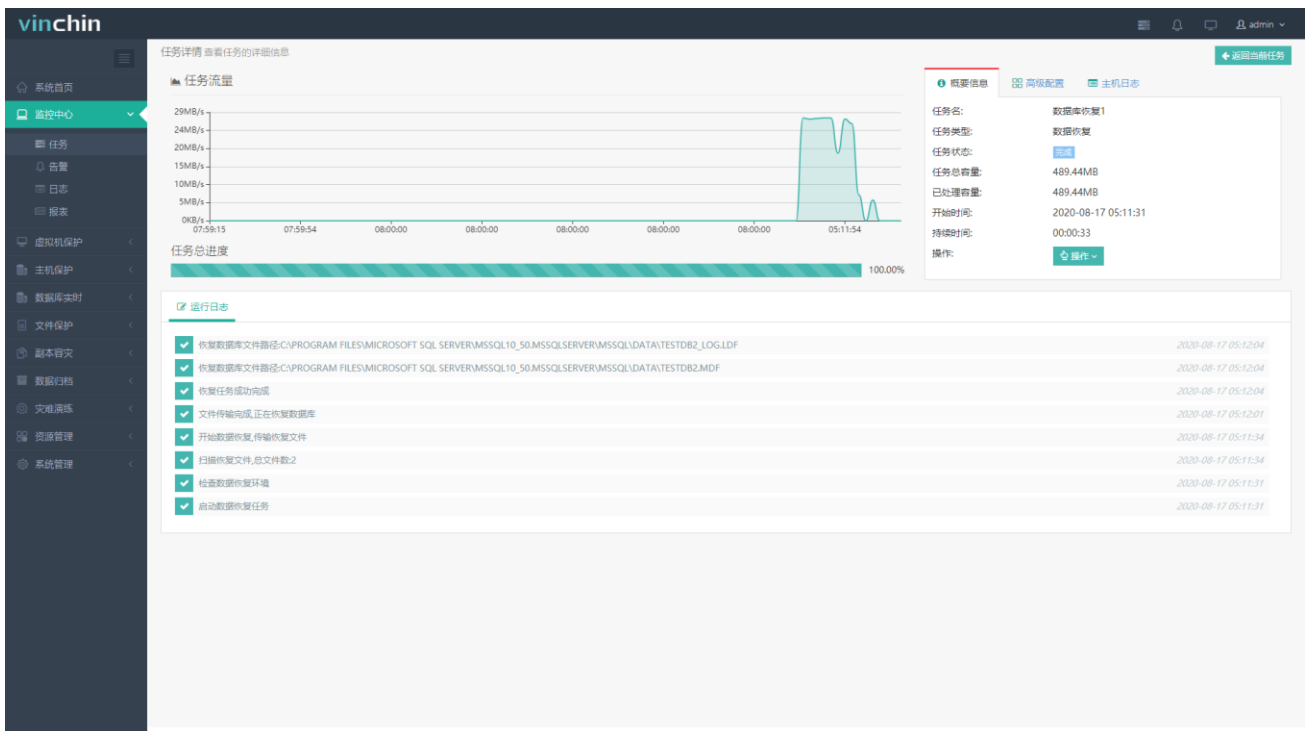 vinchin
admin
任务详情 查看任务的详细信息
返回当前任务
系统首页
监控中心
任务
告警
日志
报表
虚拟机保护
主机保护
数据库实时
文件保护
副本容灾
数据归档
灾难演练
资源管理
系统管理
任务流量
29MB/s
24MB/s
20MB/s
15MB/s
10MB/s
5MB/s
0KB/s
07:59:15 07:59:54 08:00:00 08:00:00 08:00:00 08:00:00 08:00:00 05:11:54
任务总进度
100.00%
概要信息 高级配置 主机日志
任务名: 数据库恢复1
任务类型: 数据恢复
任务状态: 完成
任务总容量: 489.44MB
已处理容量: 489.44MB
开始时间: 2020-08-17 05:11:31
持续时间: 00:00:33
操作: 操作
运行日志
恢复数据库文件路径:C:\PROGRAM FILES\MICROSOFT SQL SERVER\MSSQL10_50.MSSQLSERVER\MSSQL\DATA\TESTDB2_LOG.LDF 2020-08-17 05:12:04
恢复数据库文件路径:C:\PROGRAM FILES\MICROSOFT SQL SERVER\MSSQL10_50.MSSQLSERVER\MSSQL\DATA\TESTDB2.MDF 2020-08-17 05:12:04
恢复任务成功完成 2020-08-17 05:12:04
文件传输完成,正在恢复数据库 2020-08-17 05:12:01
开始数据恢复,传输恢复文件 2020-08-17 05:11:34
扫描恢复文件,总文件数:2 2020-08-17 05:11:34
检查数据恢复环境 2020-08-17 05:11:31
启动数据恢复任务 2020-08-17 05:11:31